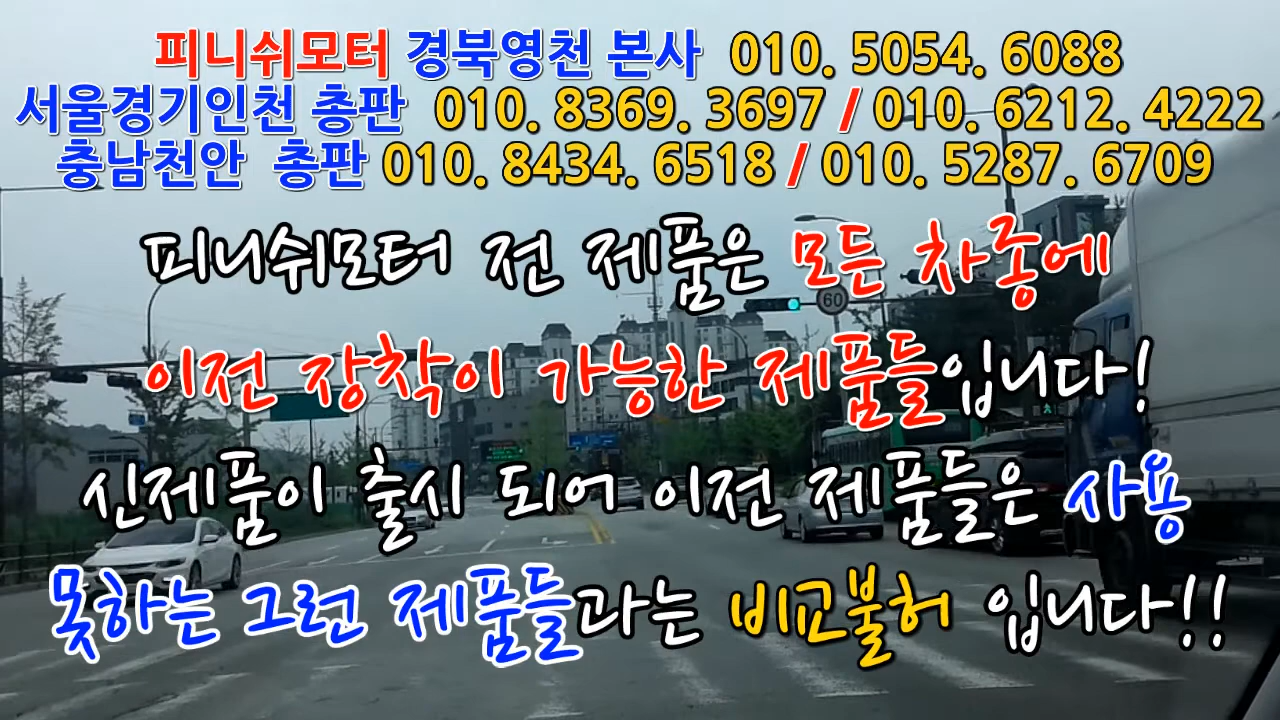 피니쉬모터 경북영천 본사 010. 5054. 6088
서울경기인천 총판 010. 8369. 3697 / 010. 6212. 4222
충남천안 총판 010. 8434. 6518 / 010. 5287. 6709
피니쉬모터 전 제품은 모든 차종에
60
이전 장착이 가능한 제품들입니다!
신제품이 출시 되어 이전 제품들은 사용
못하는 그런 제품들과는 비교불허 입니다!!